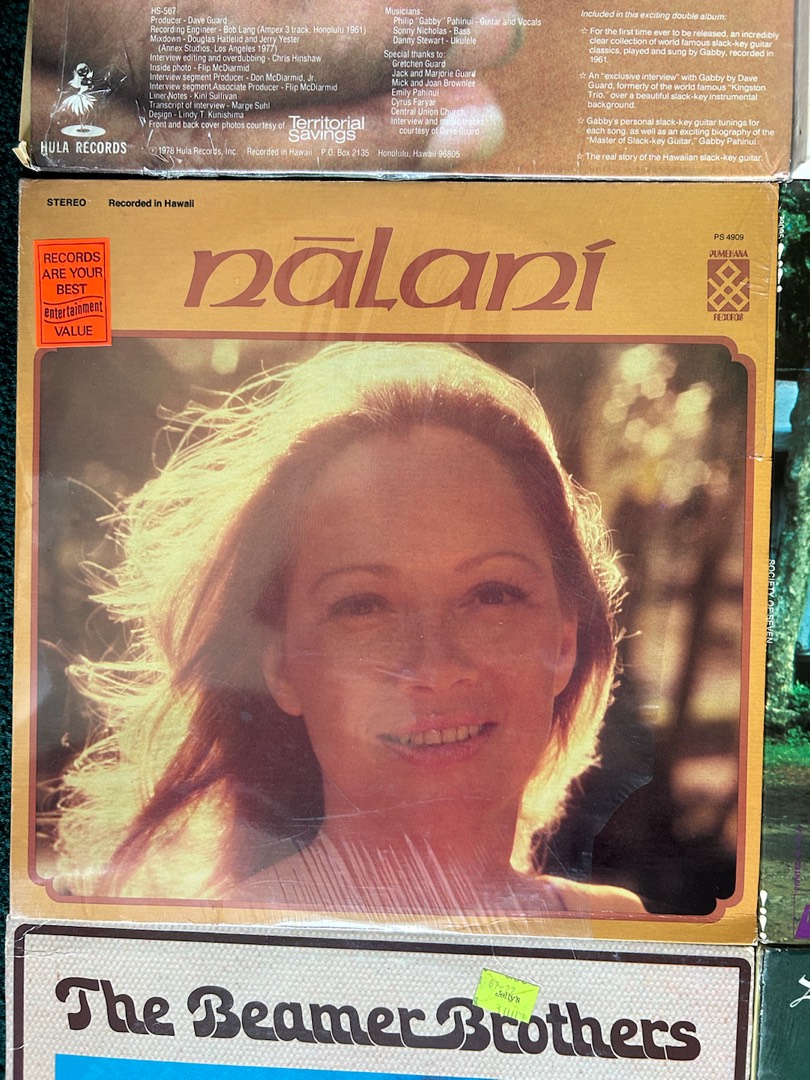 HS-567
Producer - Dave Guard
Recording Engineer - Bob Lang (Ampex 3 track, Honolulu 1961)
Mixdown - Douglas Hatleid and Jerry Yester
(Annex Studios, Los Angeles 1977)
Interview editing and overdubbing - Chris Hinshaw
Inside photo - Flip McDiarmid
Interview segment Producer - Don McDiarmid, Jr.
Interview segment Associate Producer - Flip McDiarmid
Liner Notes - Kini Sullivan
Transcript of interview - Marge Suhl
Design - Lindy T. Kunishima
Front and back cover photos courtesy of Territorial Savings
HULA RECORDS
℗1978 Hula Records, Inc. Recorded in Hawaii P.O. Box 2135 Honolulu, Hawaii 96805
Musicians:
Philip "Gabby" Pahinui - Guitar and Vocals
Sonny Nicholas - Bass
Danny Stewart - Ukulele
Special thanks to:
Gretchen Guard
Jack and Marjorie Guard
Mick and Joan Brownlee
Emily Pahinui
Cyrus Faryar
Central Union Church
Interview and music tracks
courtesy of Dave Guard
Included in this exciting double album:
☆ For the first time ever to be released, an incredibly
clear collection of world famous slack-key guitar
classics, played and sung by Gabby, recorded in
1961.
☆ An "exclusive interview" with Gabby by Dave
Guard, formerly of the world famous "Kingston
Trio," over a beautiful slack-key instrumental
background.
☆ Gabby's personal slack-key guitar tunings for
each song, as well as an exciting biography of the
"Master of Slack-key Guitar," Gabby Pahinui.
☆ The real story of the Hawaiian slack-key guitar.
STEREO Recorded in Hawaii
nālani
PS 4909
PUMEHANA
RECORDS
RECORDS
ARE YOUR
BEST
entertainment
VALUE
SOCIETY OF SEVEN
The Beamer Brothers
Jelly's